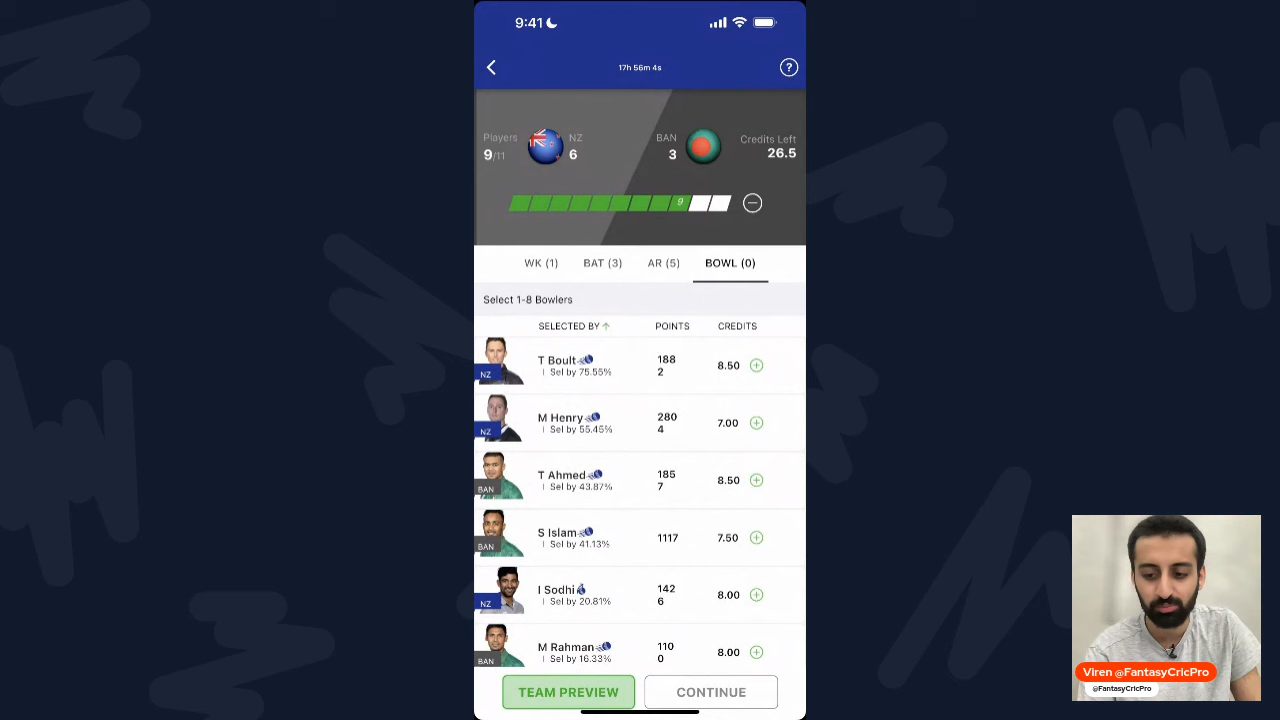 9:41
17h 56m 4s
?
Players
9/11
NZ
6
BAN
3
Credits Left
26.5
9
WK (1) BAT (3) AR (5) BOWL (0)
Select 1-8 Bowlers
SELECTED BY POINTS CREDITS
NZ
T Boult
Sel by 75.55%
188
2
8.50
NZ
M Henry
Sel by 55.45%
280
4
7.00
BAN
T Ahmed
Sel by 43.87%
185
7
8.50
BAN
S Islam
Sel by 41.13%
1117
7.50
NZ
I Sodhi
Sel by 20.81%
142
6
8.00
BAN
M Rahman
Sel by 16.33%
110
0
8.00
TEAM PREVIEW
CONTINUE
Viren @FantasyCricPro
@FantasyCricPro